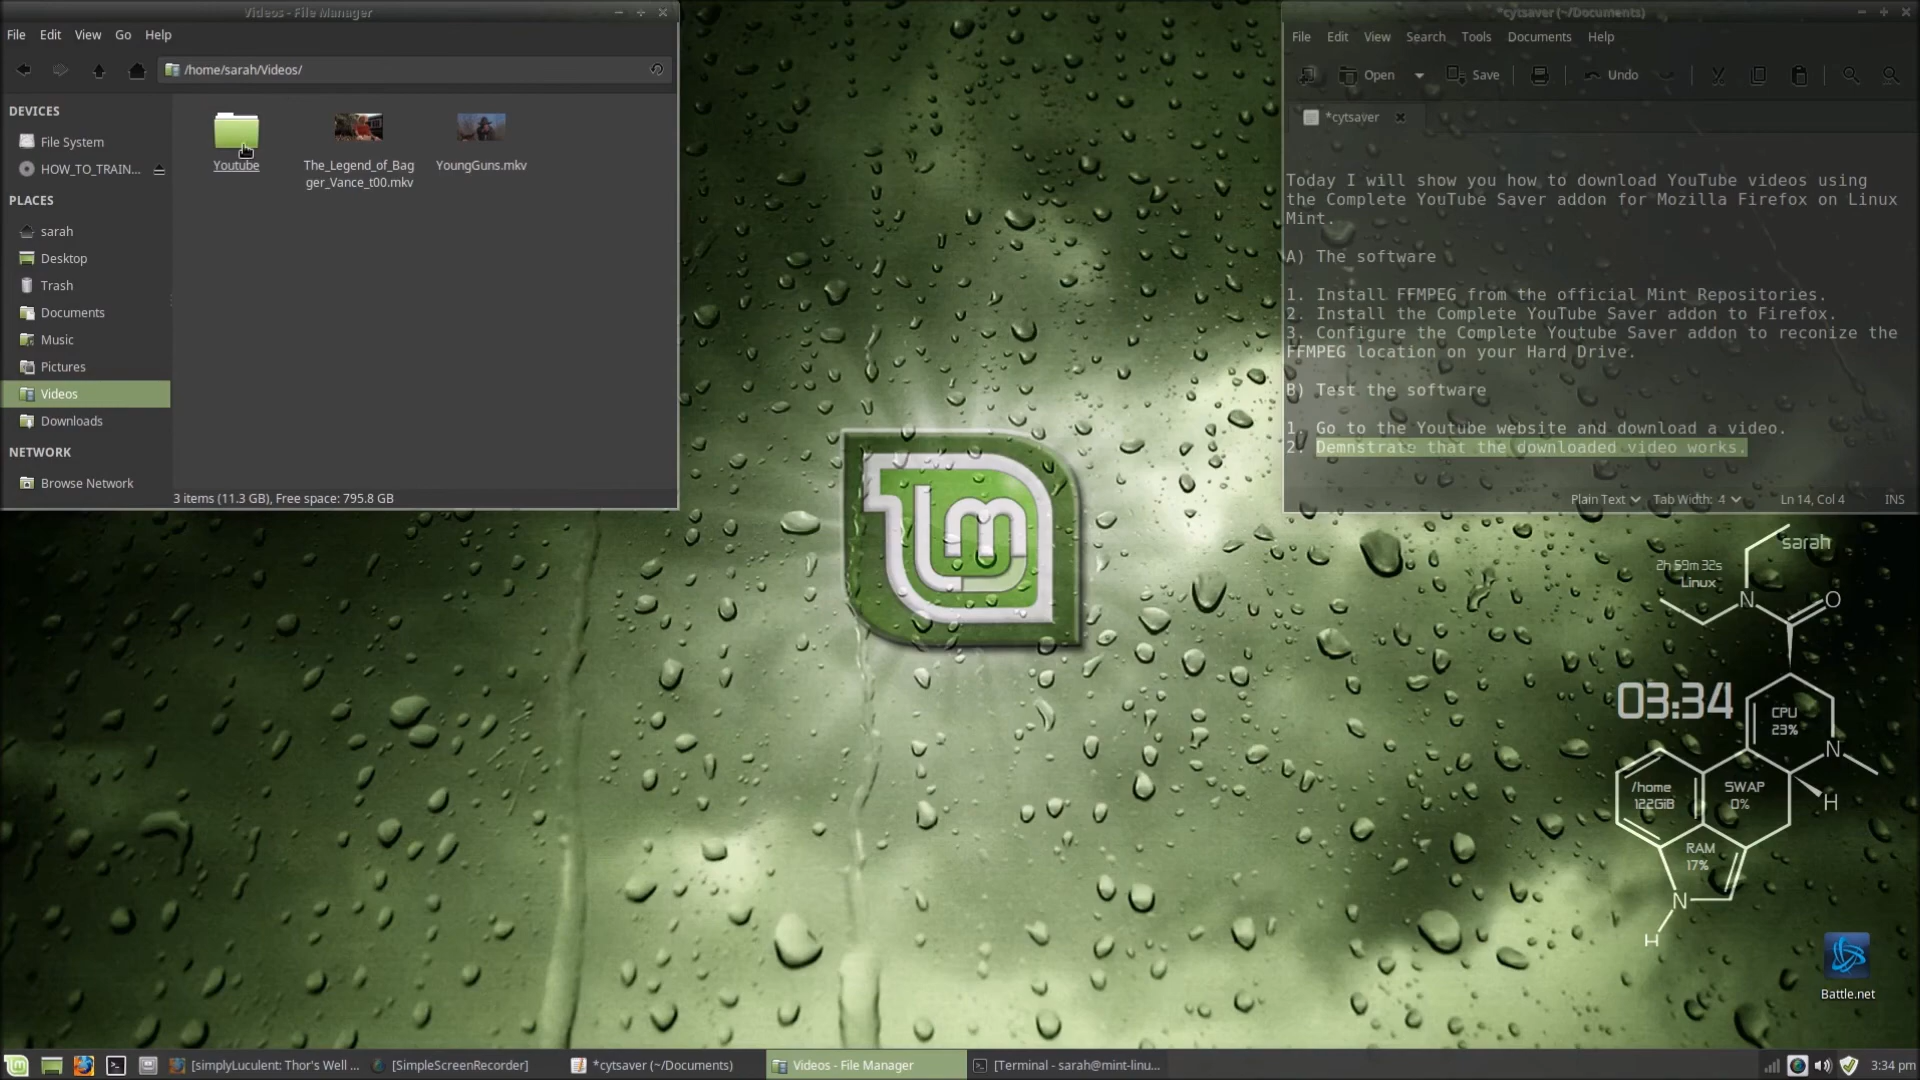 Videos - File Manager
File Edit View Go Help
/home/sarah/Videos/
DEVICES
File System
HOW_TO_TRAIN...
PLACES
sarah
Desktop
Trash
Documents
Music
Pictures
Videos
Downloads
NETWORK
Browse Network
Youtube
The_Legend_of_Bag
ger_Vance_t00.mkv
YoungGuns.mkv
3 items (11.3 GB), Free space: 795.8 GB
*cytsaver (~/Documents)
File Edit View Search Tools Documents Help
Open Save Undo
*cytsaver
Today I will show you how to download YouTube videos using
the Complete YouTube Saver addon for Mozilla Firefox on Linux
Mint.
A) The software
1. Install FFMPEG from the official Mint Repositories.
2. Install the Complete YouTube Saver addon to Firefox.
3. Configure the Complete Youtube Saver addon to reconize the
FFMPEG location on your Hard Drive.
B) Test the software
1. Go to the Youtube website and download a video.
2. Demnstrate that the downloaded video works.
Plain Text Tab Width: 4 Ln 14, Col 4 INS
sarah
2h 59m 32s
Linux
N O
03:34
CPU
23%
N
/home
122GiB
SWAP
0%
H
RAM
17%
N
H
Battle.net
[simplyLuculent: Thor's Well ... [SimpleScreenRecorder] *cytsaver (~/Documents) Videos - File Manager [Terminal - sarah@mint-linu... 3:34 pm